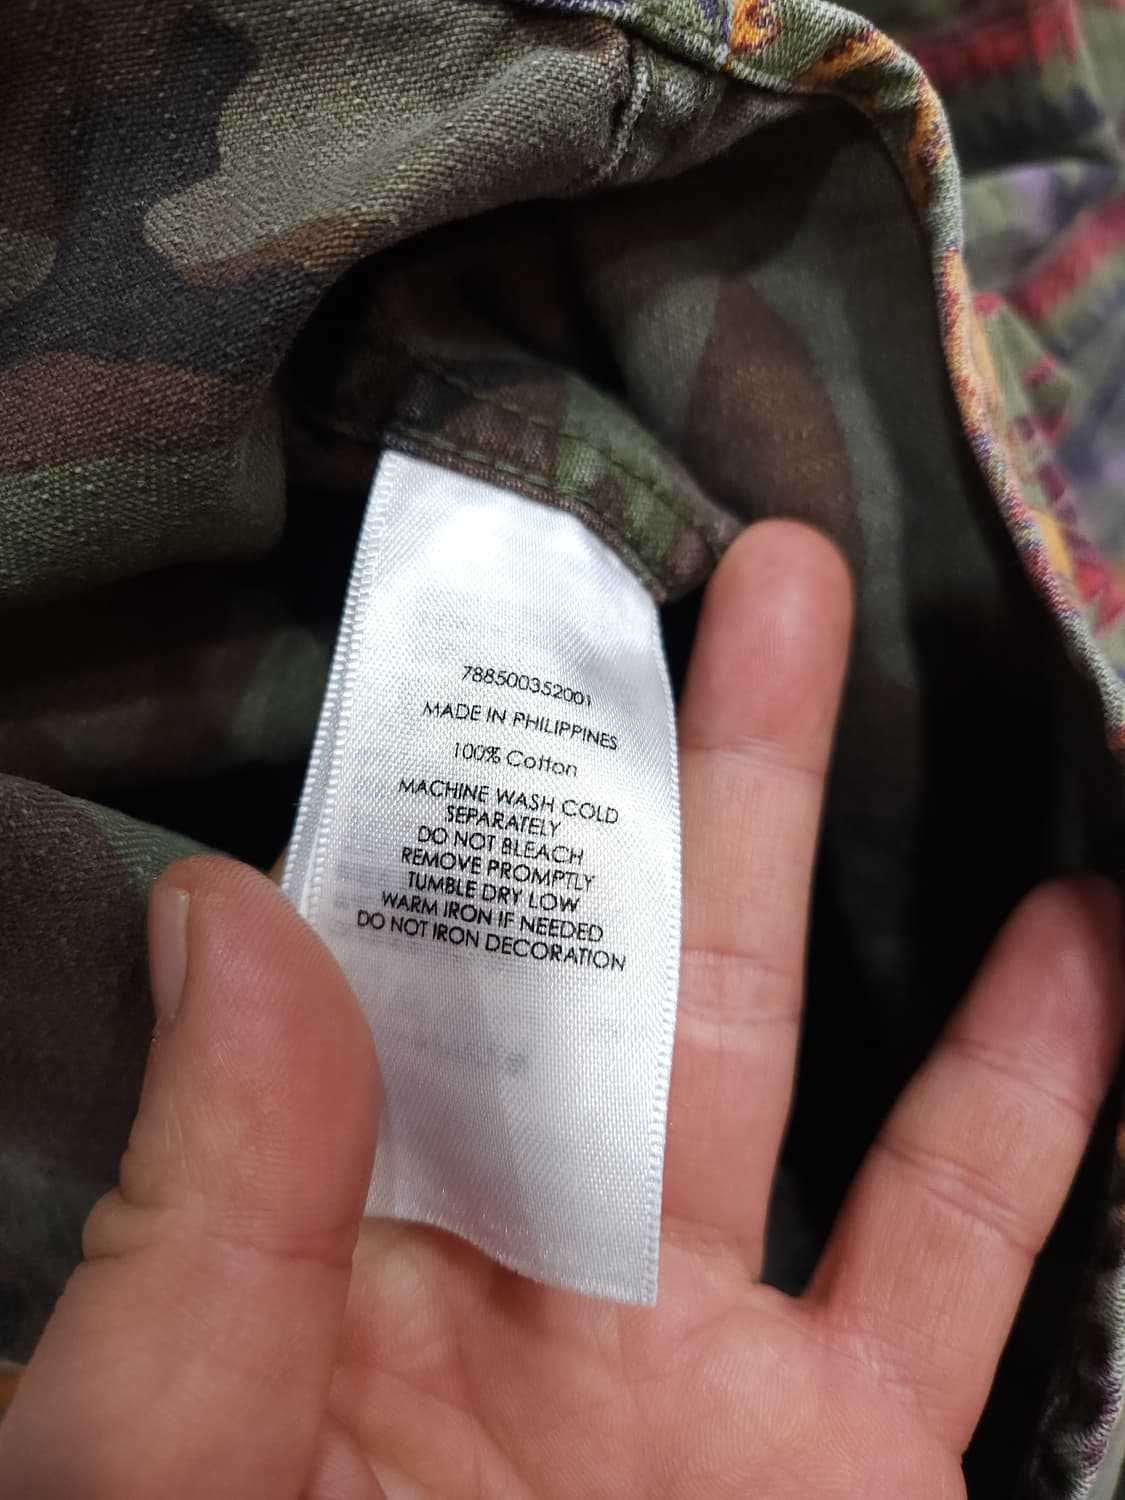 788500352001
MADE IN PHILIPPINES
100% Cotton
MACHINE WASH COLD
SEPARATELY
DO NOT BLEACH
REMOVE PROMPTLY
TUMBLE DRY LOW
WARM IRON IF NEEDED
DO NOT IRON DECORATION